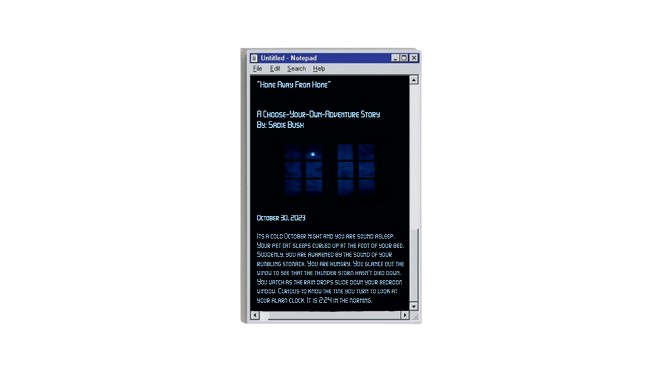 Untitled - Notepad
File Edit Search Help
"Home Away From Home"
A Choose-Your-Own-Adventure Story
By: Sadie Bush
October 30, 2023
Its a cold October night and you are sound asleep.
Your pet cat sleeps curled up at the foot of your bed.
Suddenly, you are awakened by the sound of your
rumbling stomach. You are hungry. You glance out the
window to see that the thunder storm hasn't died down.
You watch as the rain drops slide down your bedroom
window. Curious to know the time you turn to look at
your alarm clock. It is 2:24 in the morning.